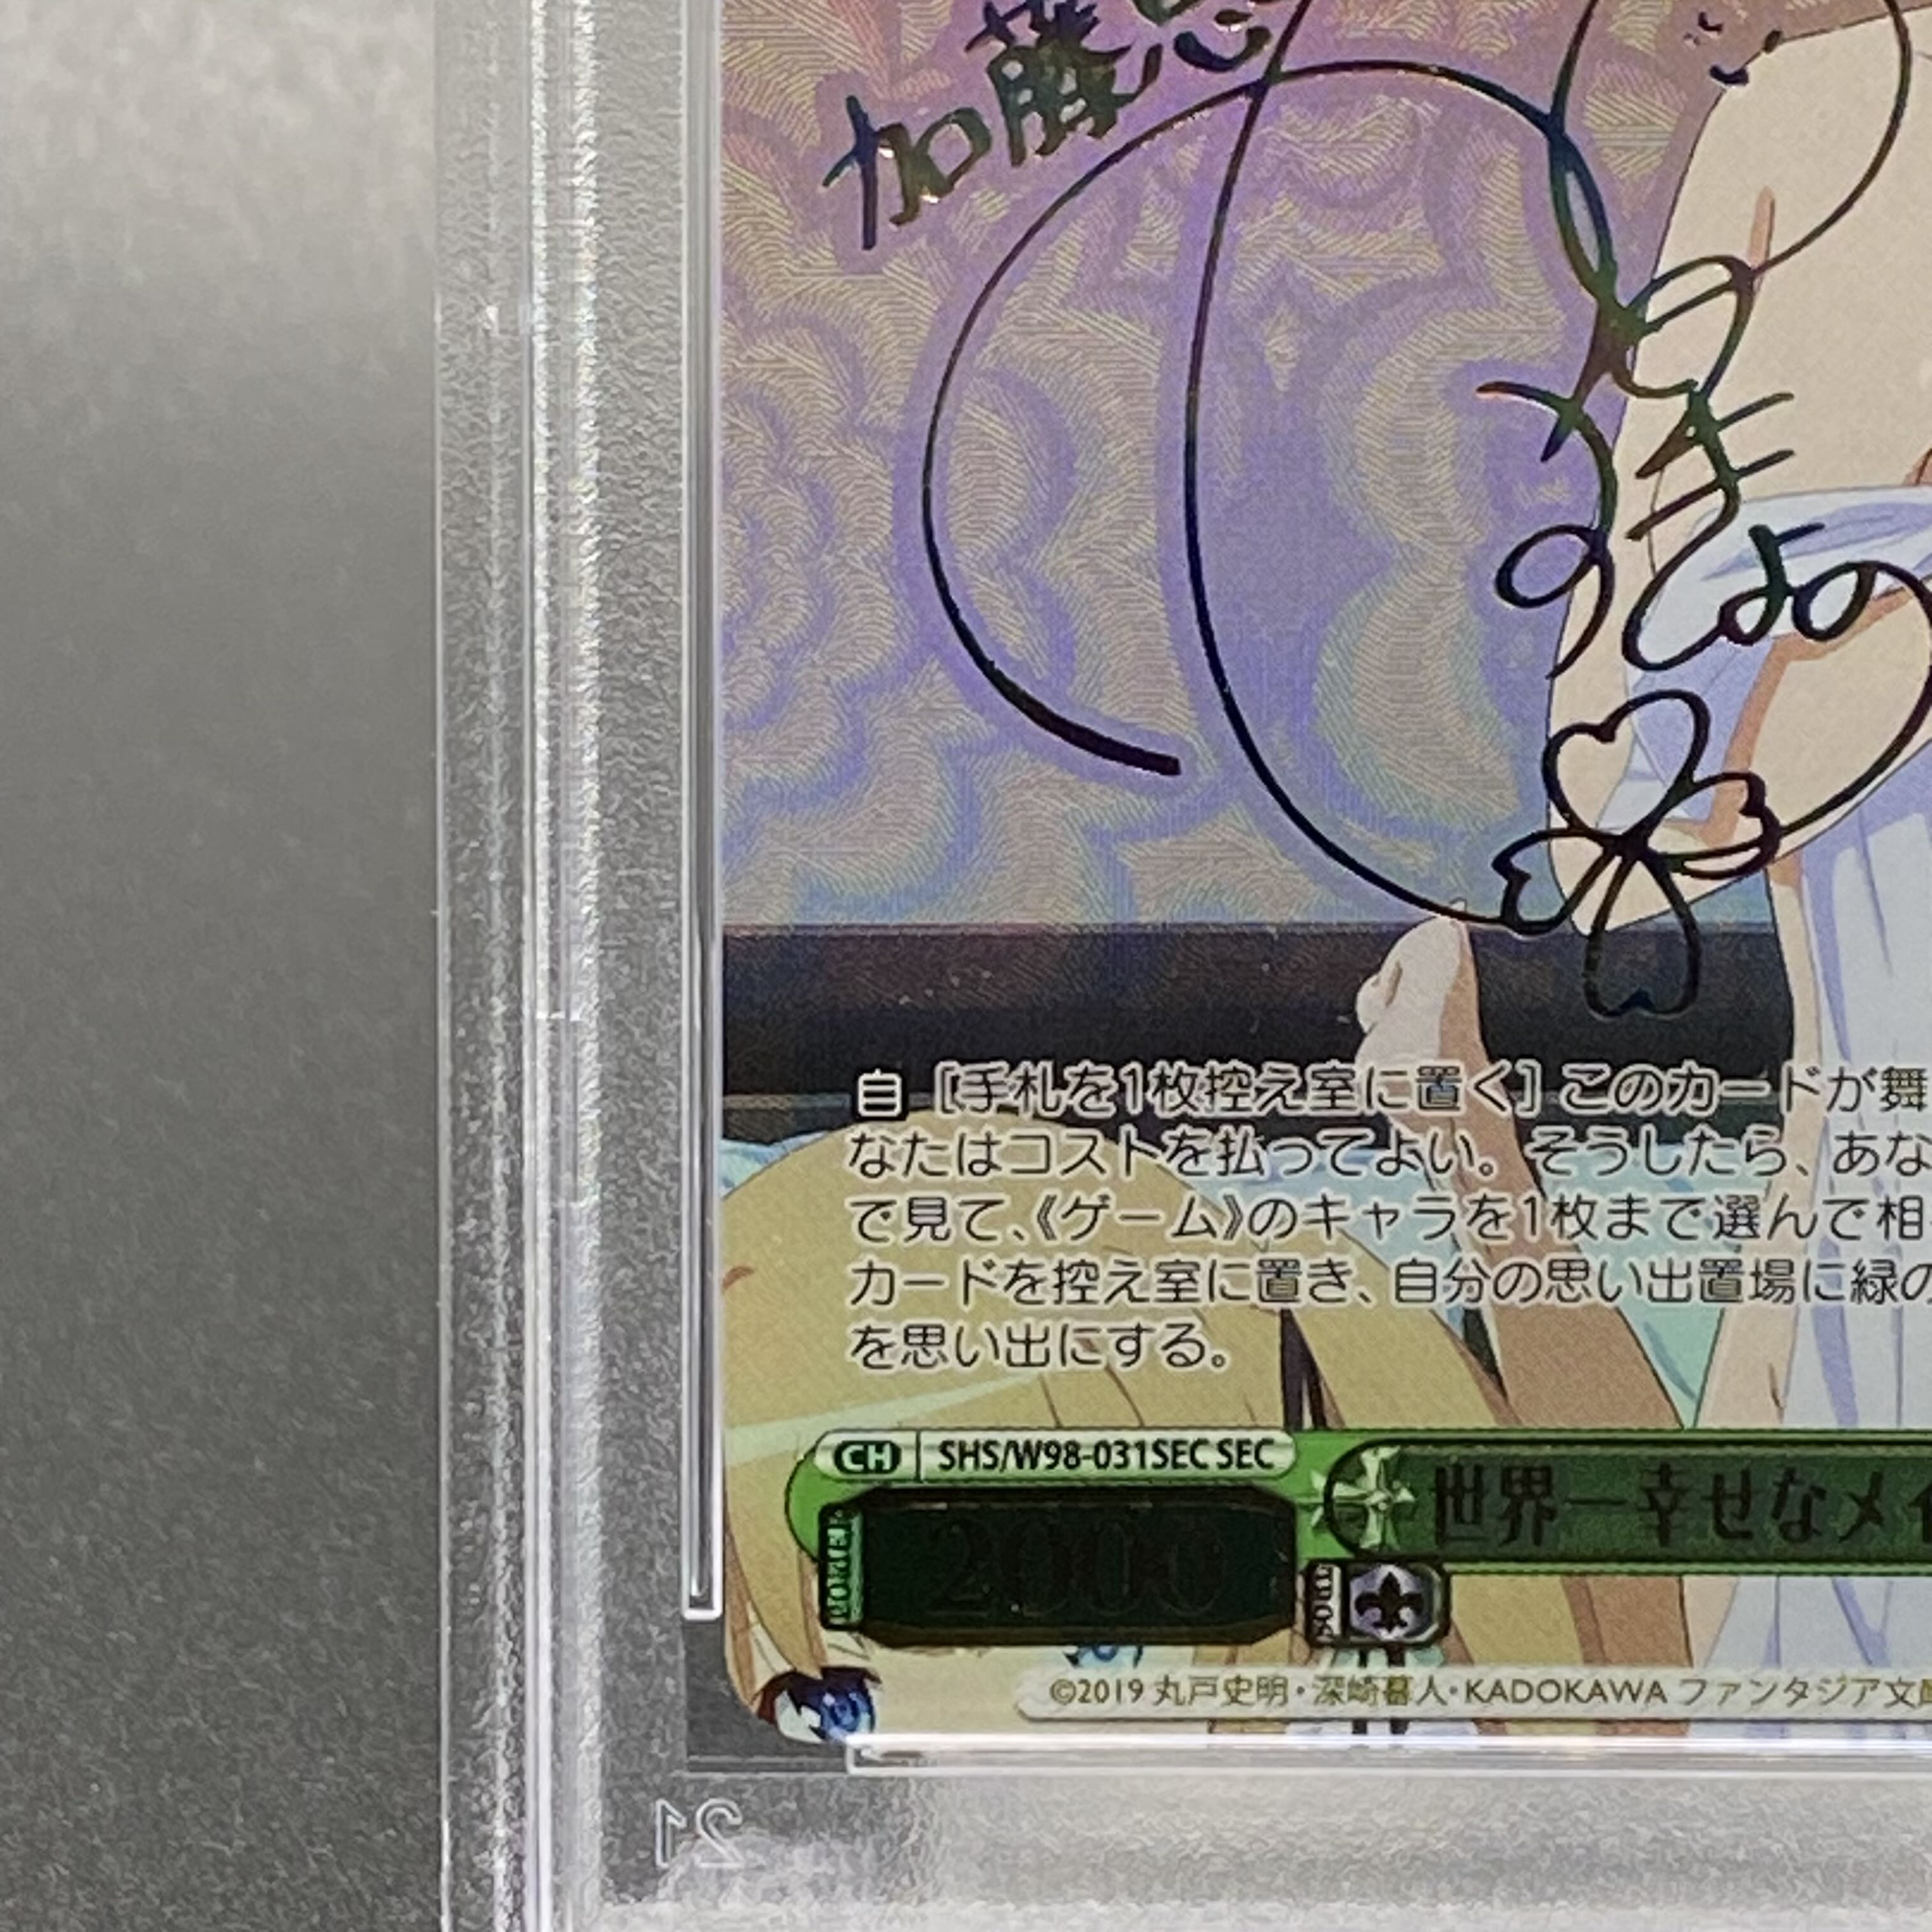 加藤恵
自 [手札を1枚控え室に置く] このカードが舞
なたはコストを払ってよい。そうしたら、あな
で見て、《ゲーム》のキャラを1枚まで選んで相
カードを控え室に置き、自分の思い出置場に緑の
を思い出にする。
CH SHS/W98-031SEC SEC
世界一幸せなメイ
POWER 2000
SOUL
©2019 丸戸史明・深崎暮人・KADOKAWA ファンタジア文庫
21